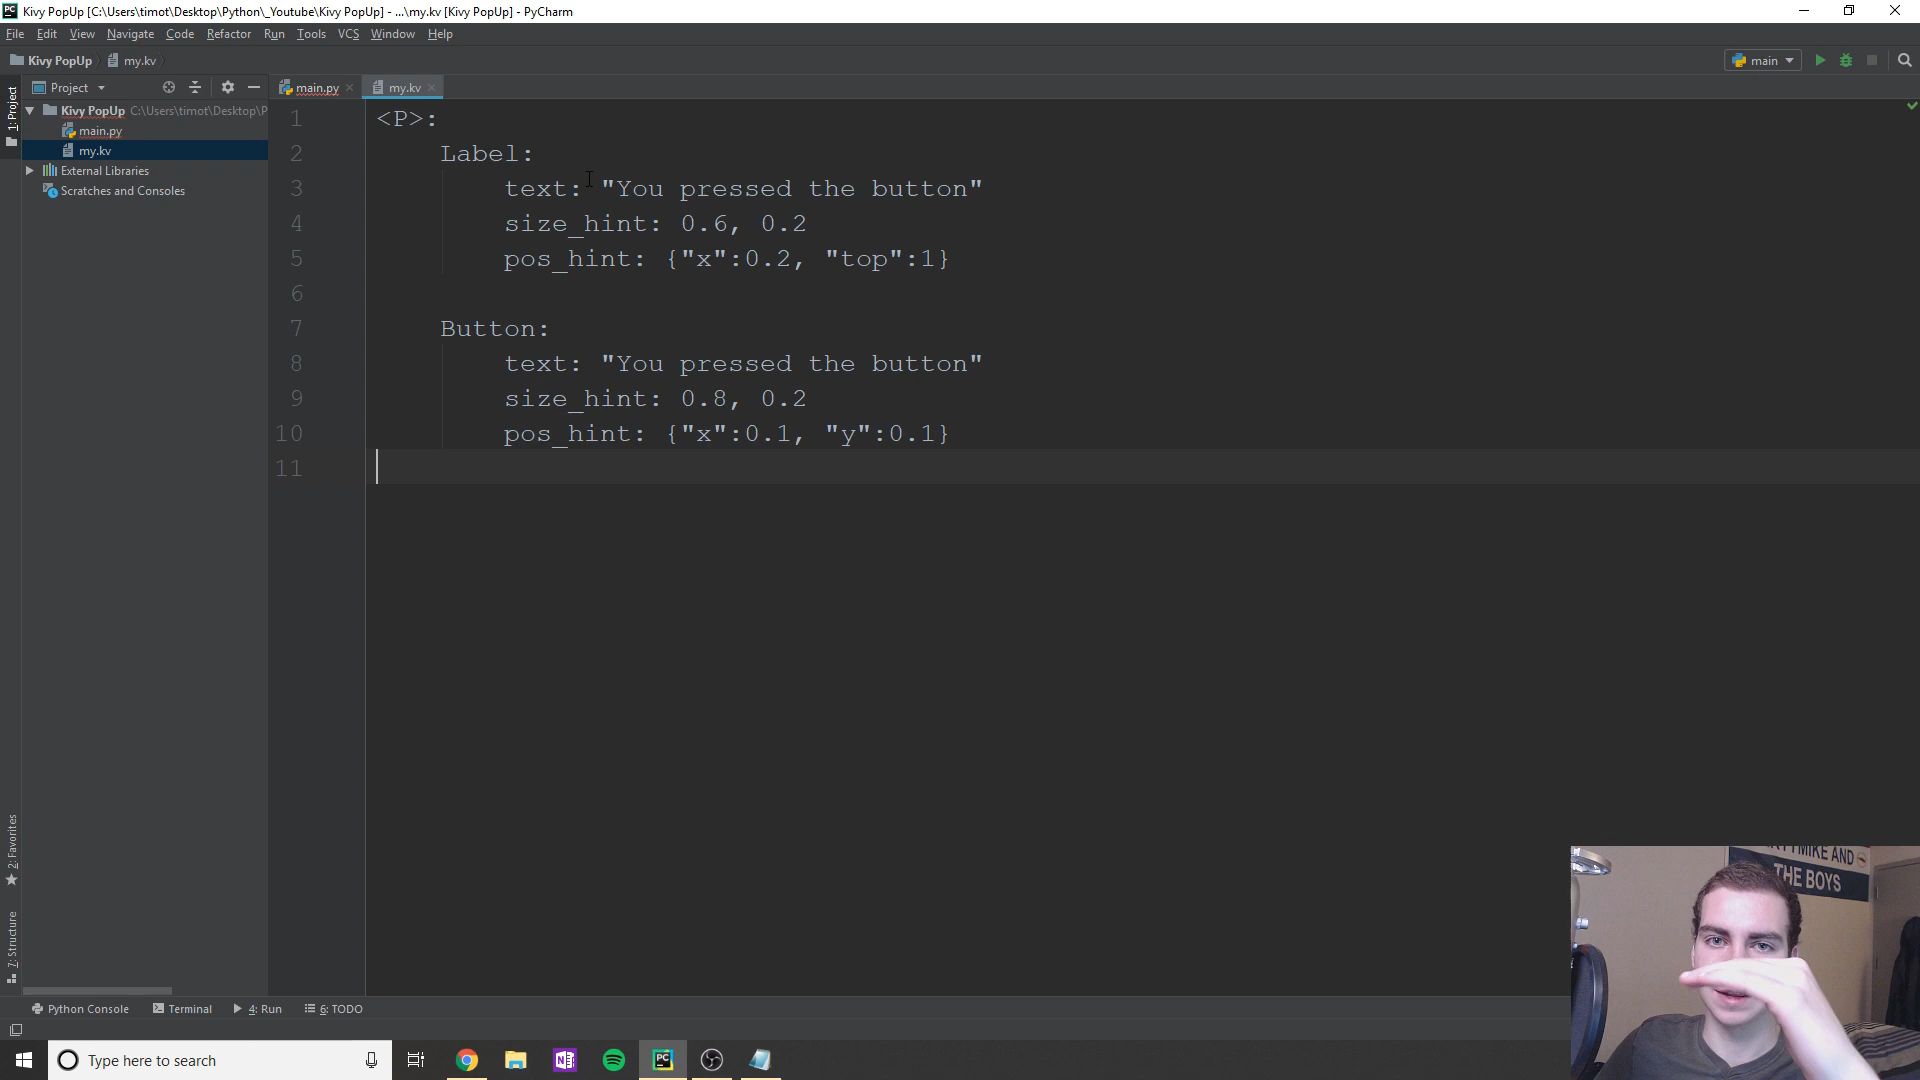 Kivy PopUp [C:\Users\timot\Desktop\Python\_Youtube\Kivy PopUp] - ...\my.kv [Kivy PopUp] - PyCharm
File Edit View Navigate Code Refactor Run Tools VCS Window Help
Kivy PopUp my.kv main
Project main.py my.kv
1: Project
Kivy PopUp C:\Users\timot\Desktop\P
main.py
my.kv
External Libraries
Scratches and Consoles
1 <P>:
2 Label:
3 text: "You pressed the button"
4 size_hint: 0.6, 0.2
5 pos_hint: {"x":0.2, "top":1}
6
7 Button:
8 text: "You pressed the button"
9 size_hint: 0.8, 0.2
10 pos_hint: {"x":0.1, "y":0.1}
11
2: Favorites
7: Structure
MIKE AND
THE BOYS
Python Console Terminal 4: Run 6: TODO
Type here to search